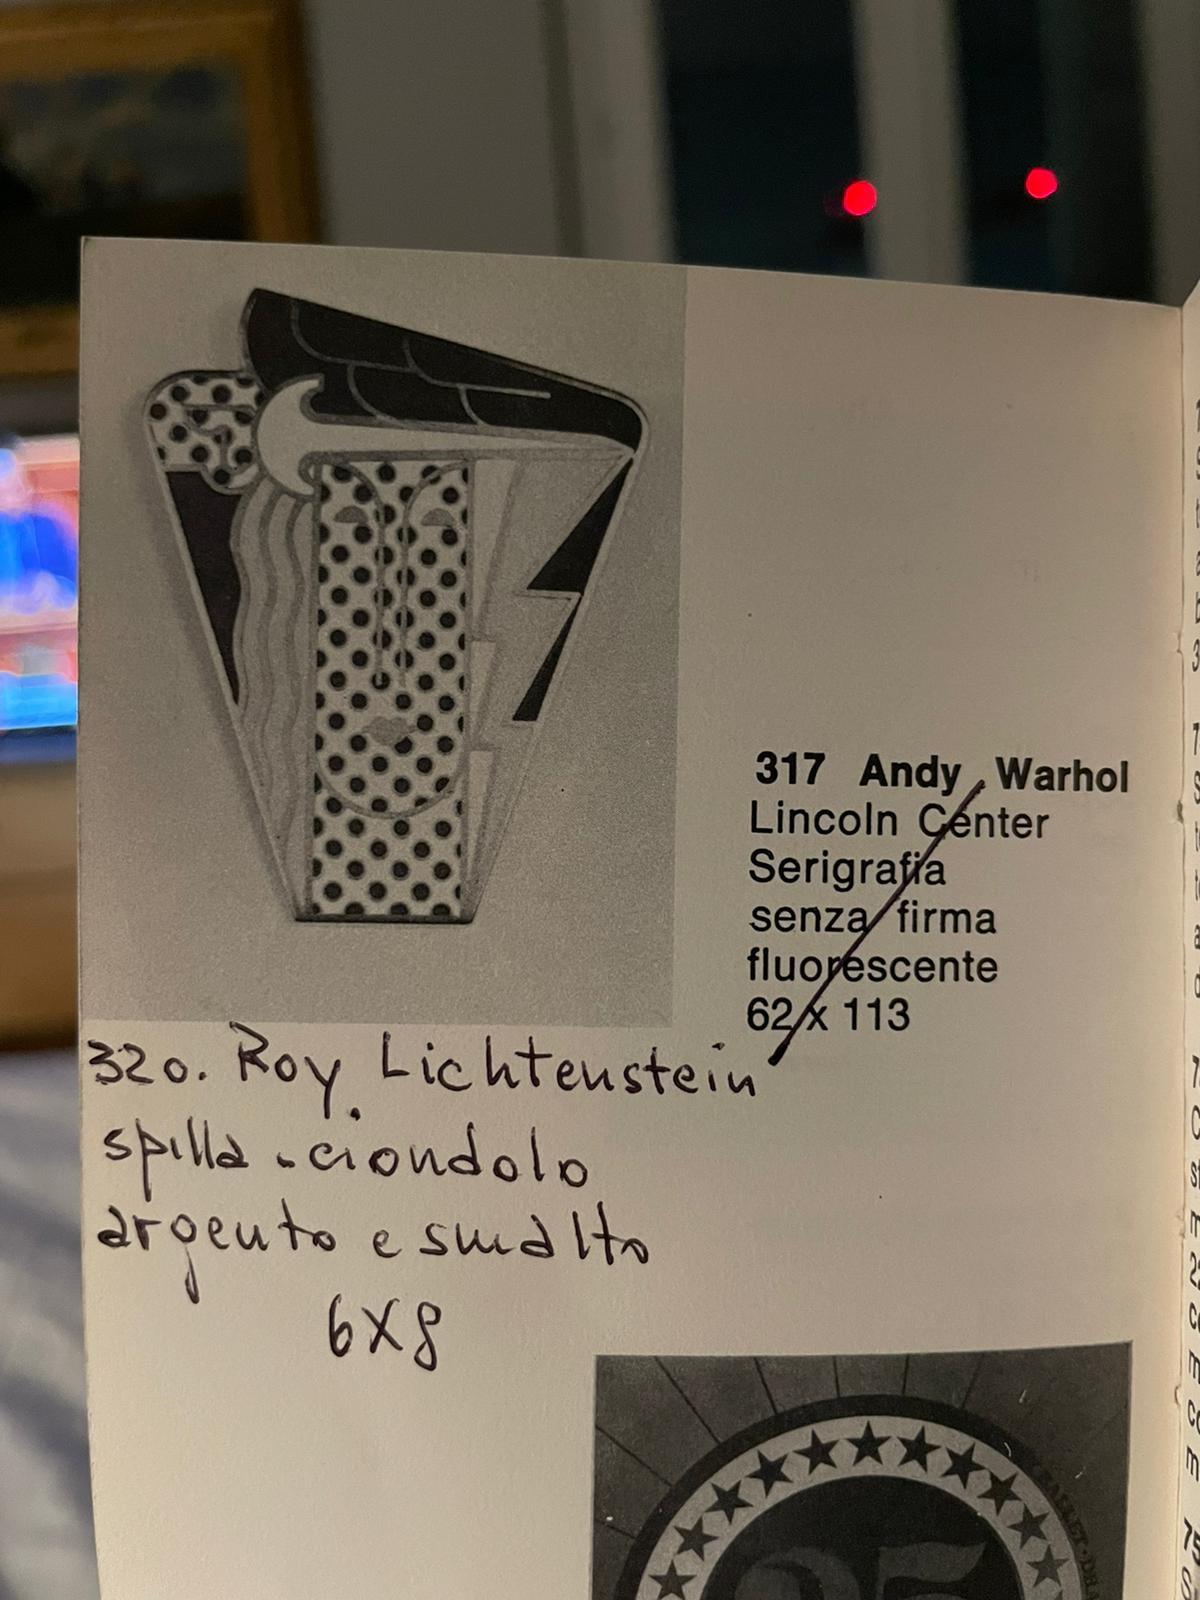 317 Andy Warhol
Lincoln Center
Serigrafia
senza firma
fluorescente
62 x 113
320. Roy Lichtenstein
spilla - ciondolo
argento e smalto
6X8
25